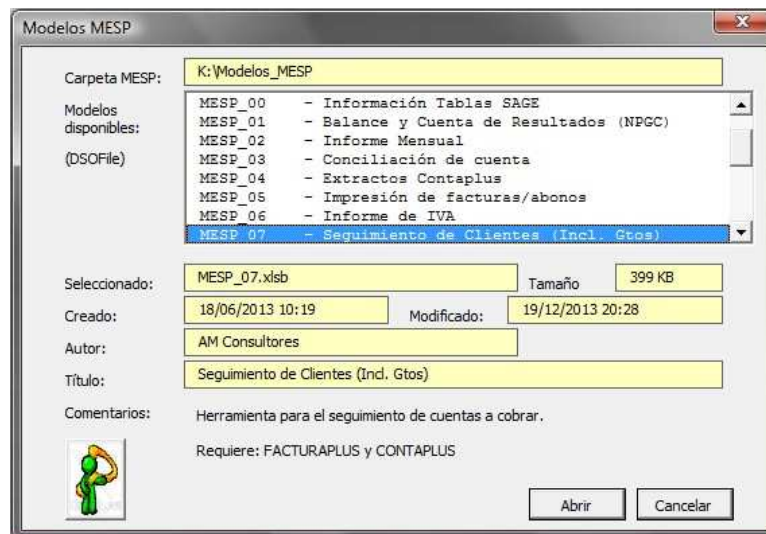 Modelos MESP
Carpeta MESP: K:\Modelos_MESP
Modelos disponibles:
(DSOFile)
MESP_00 - Información Tablas SAGE
MESP_01 - Balance y Cuenta de Resultados (NPGC)
MESP_02 - Informe Mensual
MESP_03 - Conciliación de cuenta
MESP_04 - Extractos Contaplus
MESP_05 - Impresión de facturas/abonos
MESP_06 - Informe de IVA
MESP_07 - Seguimiento de Clientes (Incl. Gtos)
Seleccionado: MESP_07.xlsb Tamaño 399 KB
Creado: 18/06/2013 10:19 Modificado: 19/12/2013 20:28
Autor: AM Consultores
Título: Seguimiento de Clientes (Incl. Gtos)
Comentarios: Herramienta para el seguimiento de cuentas a cobrar.
Requiere: FACTURAPLUS y CONTAPLUS
Abrir Cancelar